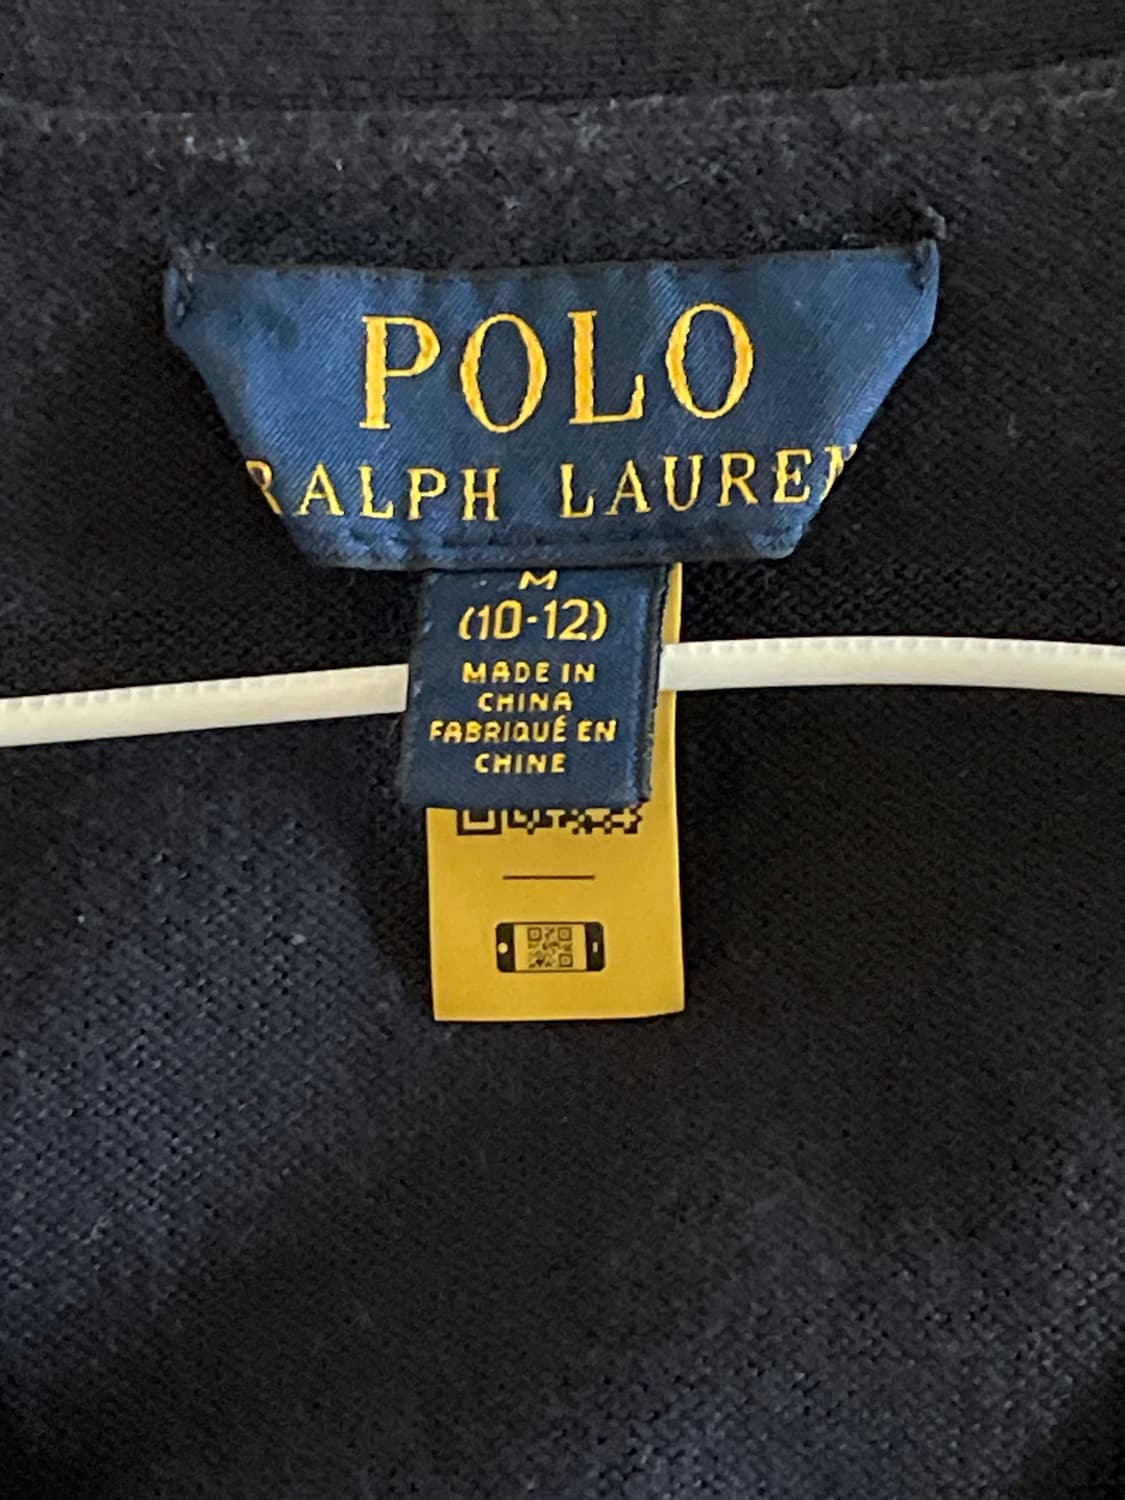 POLO
RALPH LAUREN
M
(10-12)
MADE IN
CHINA
FABRIQUÉ EN
CHINE